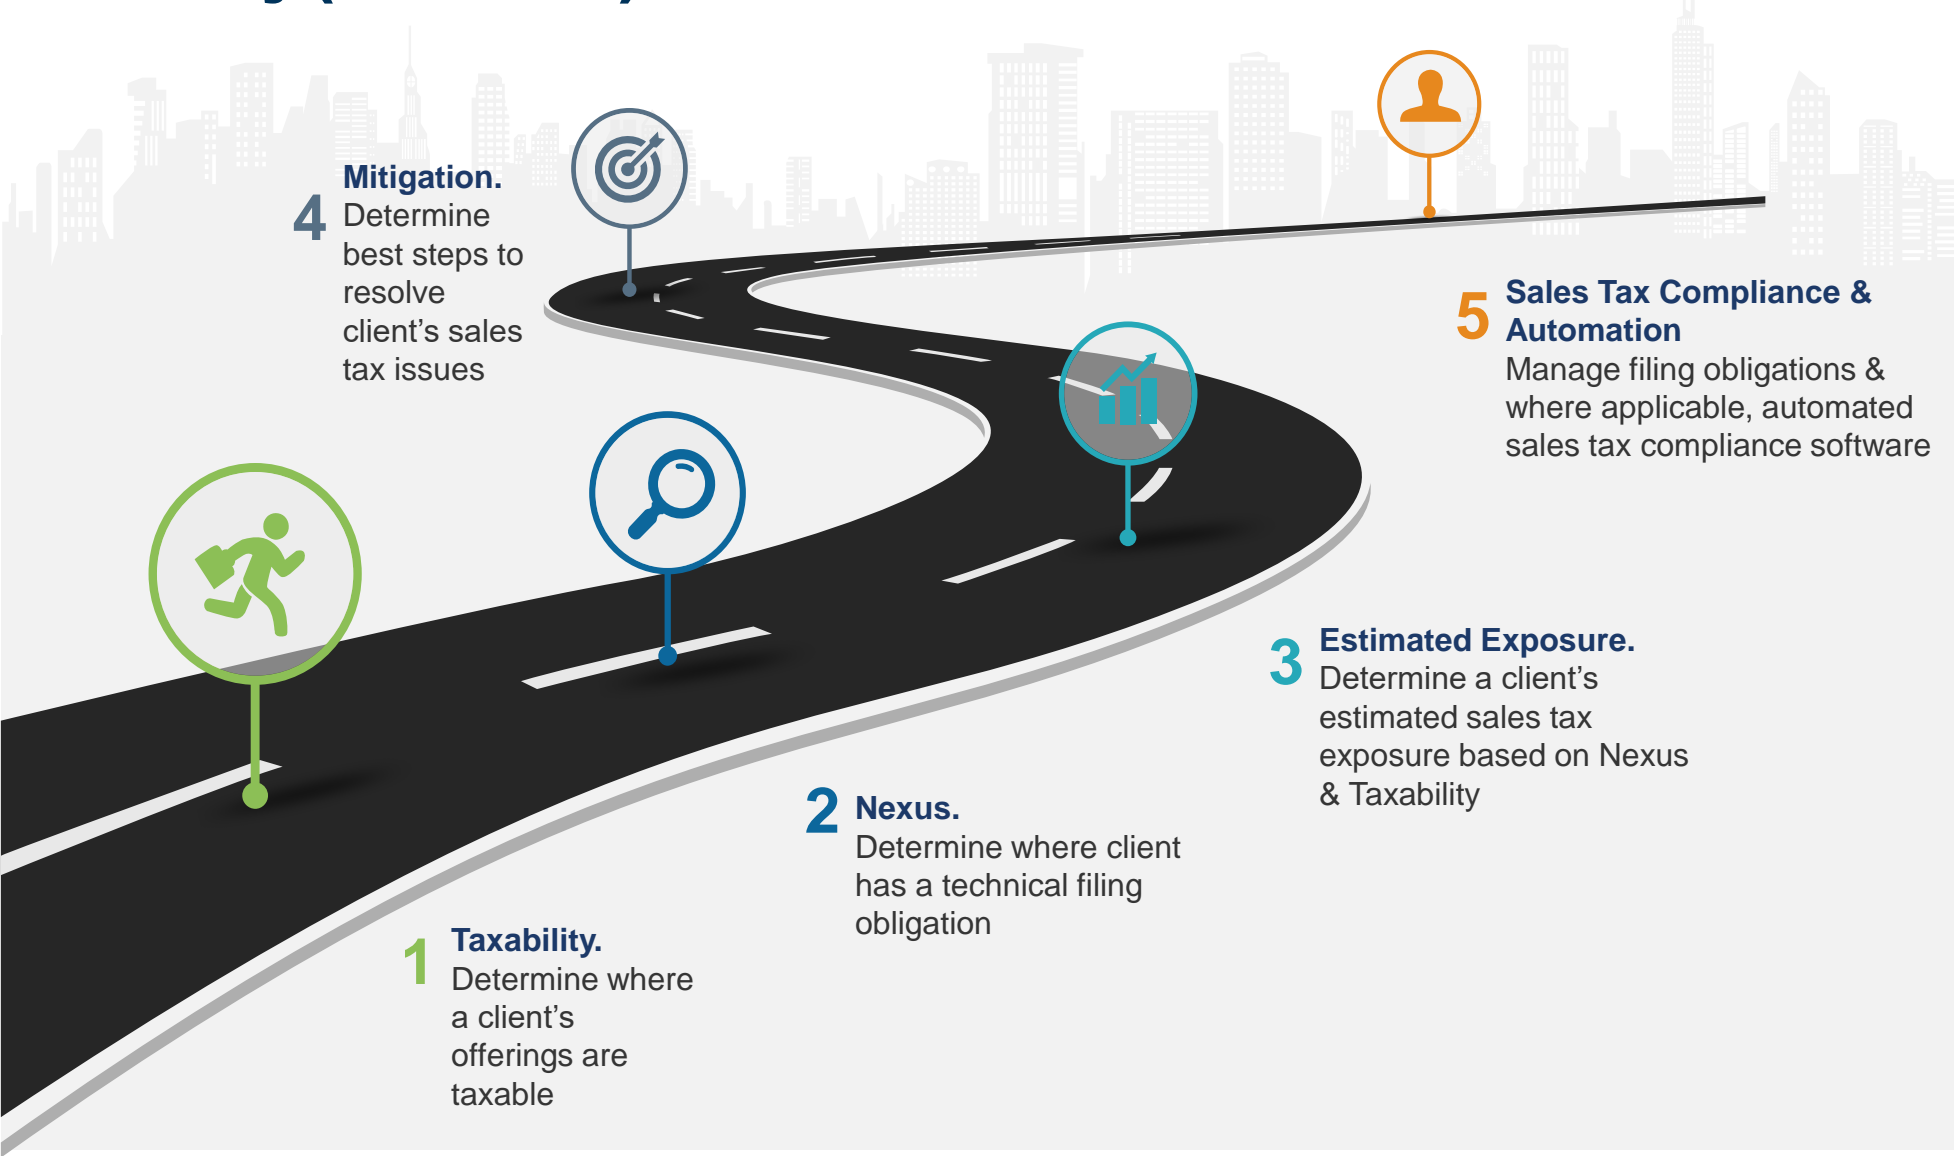 1
Taxability.
Determine where
a client’s
offerings are
taxable
2
Nexus.
Determine where client
has a technical filing
obligation
3
Estimated Exposure.
Determine a client’s
estimated sales tax
exposure based on Nexus
& Taxability
4
Mitigation.
Determine
best steps to
resolve
client’s sales
tax issues
5
Sales Tax Compliance &
Automation
Manage filing obligations &
where applicable, automated
sales tax compliance software